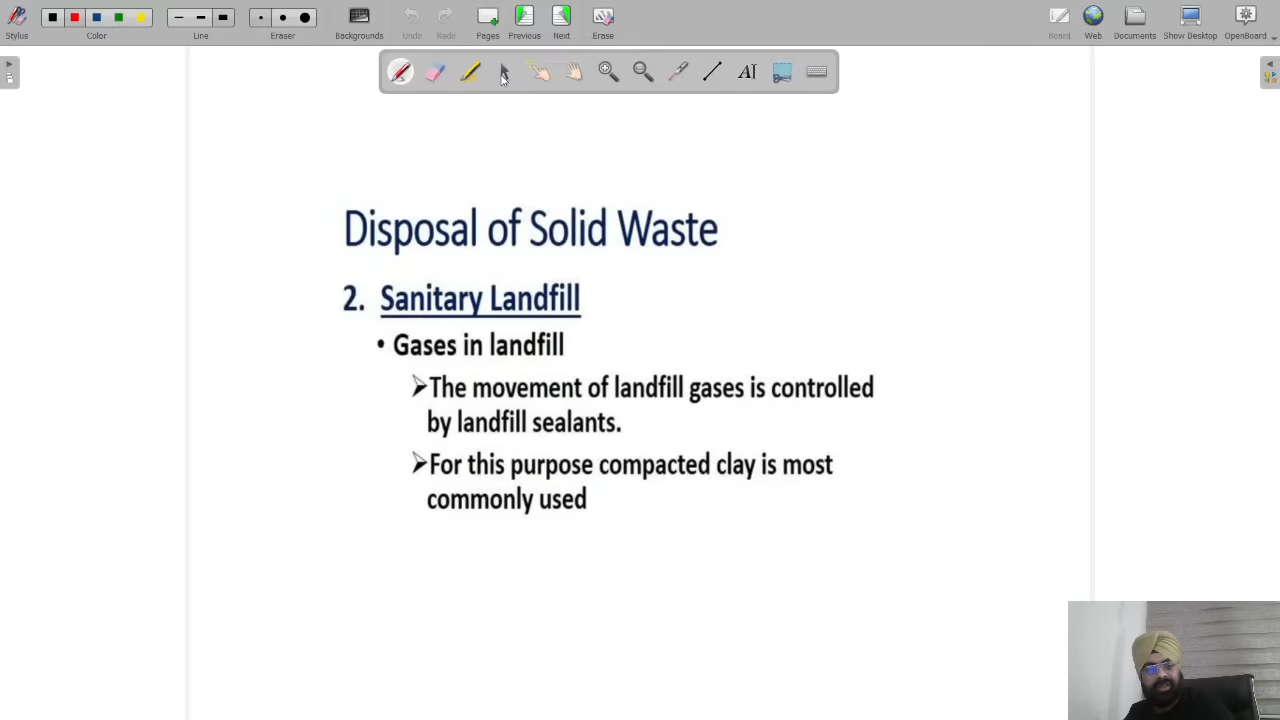 Stylus
Color
Line
Eraser
Backgrounds
Undo
Redo
Pages
Previous
Next
Erase
Board
Web
Documents
Show Desktop
OpenBoard
AI
Disposal of Solid Waste
2. Sanitary Landfill
• Gases in landfill
➢The movement of landfill gases is controlled
by landfill sealants.
➢For this purpose compacted clay is most
commonly used